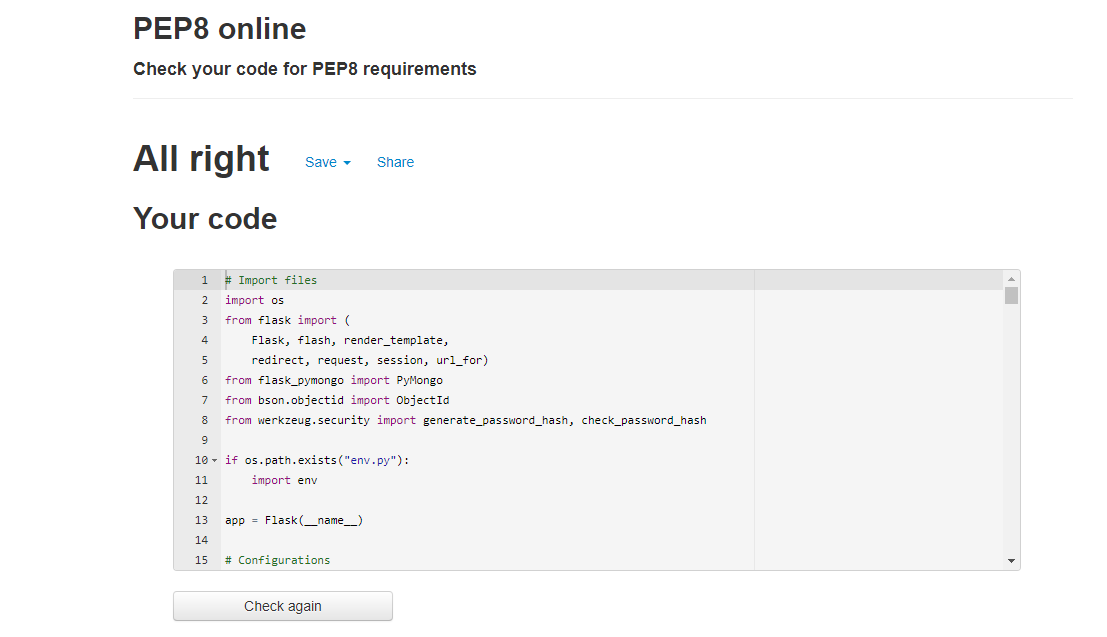 PEP8 online
Check your code for PEP8 requirements
All right Save Share
Your code
1 # Import files
2 import os
3 from flask import (
4     Flask, flash, render_template,
5     redirect, request, session, url_for)
6 from flask_pymongo import PyMongo
7 from bson.objectid import ObjectId
8 from werkzeug.security import generate_password_hash, check_password_hash
9
10 if os.path.exists("env.py"):
11     import env
12
13 app = Flask(__name__)
14
15 # Configurations
Check again